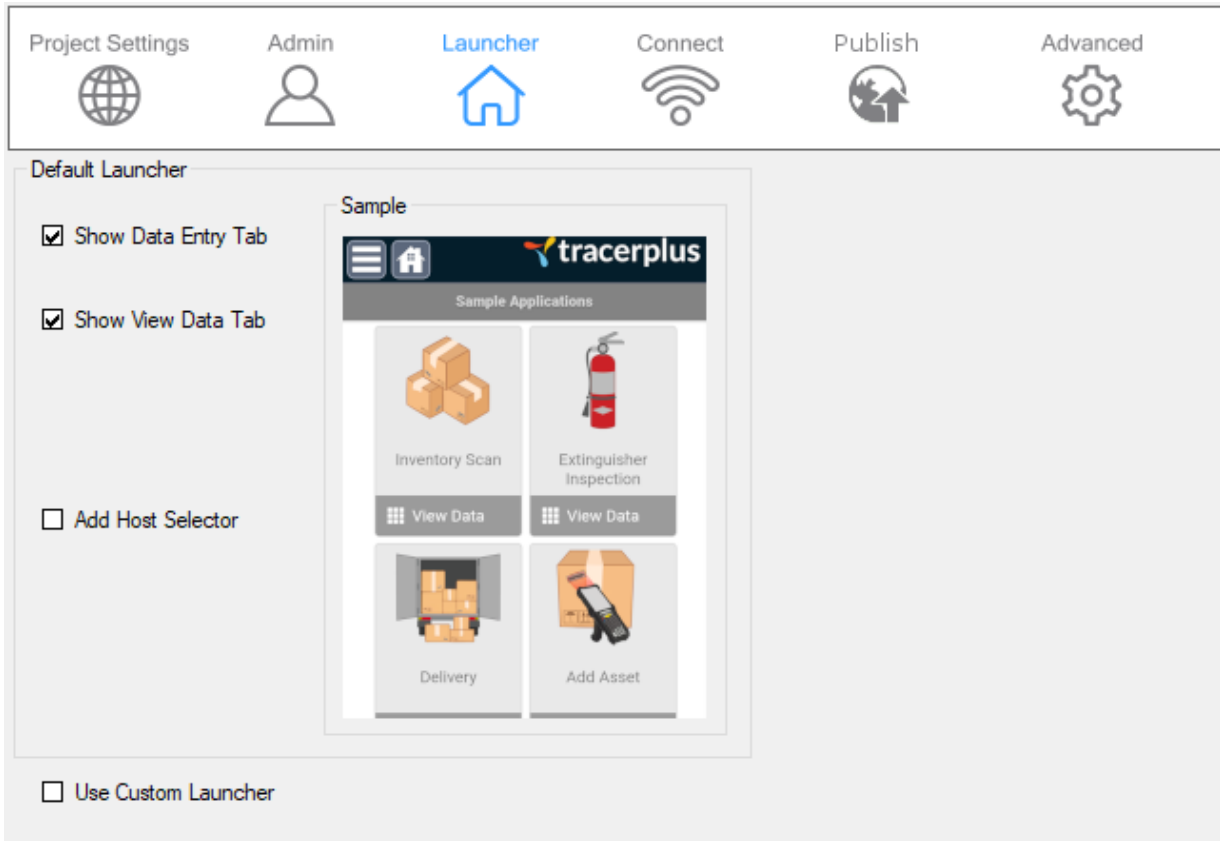 Project Settings
Admin
Launcher
Connect
Publish
Advanced
Default Launcher
Show Data Entry Tab
Show View Data Tab
Add Host Selector
Sample
tracerplus
Sample Applications
Inventory Scan
Extinguisher
Inspection
View Data
View Data
Delivery
Add Asset
Use Custom Launcher